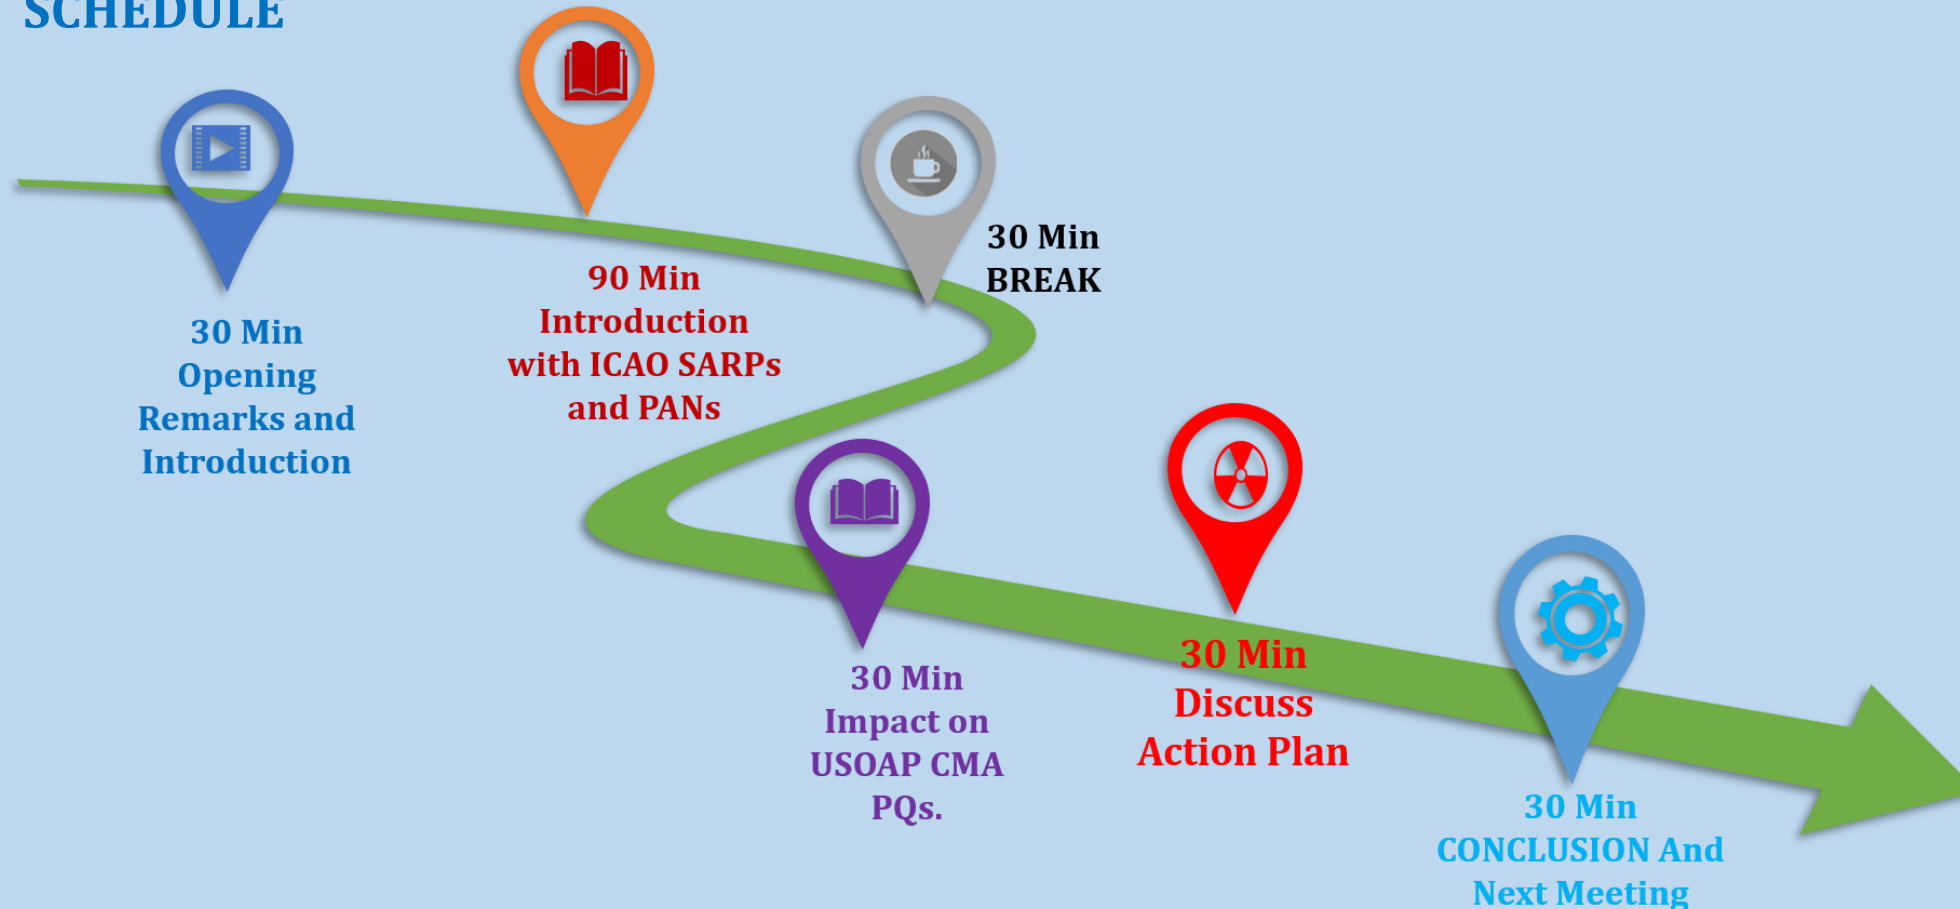 SCHEDULE
30 Min
Opening
Remarks and
Introduction
90 Min
Introduction
with ICAO SARPs
and PANs
30 Min
BREAK
30 Min
Impact on
USOAP CMA
PQs.
30 Min
Discuss
Action Plan
30 Min
CONCLUSION And
Next Meeting